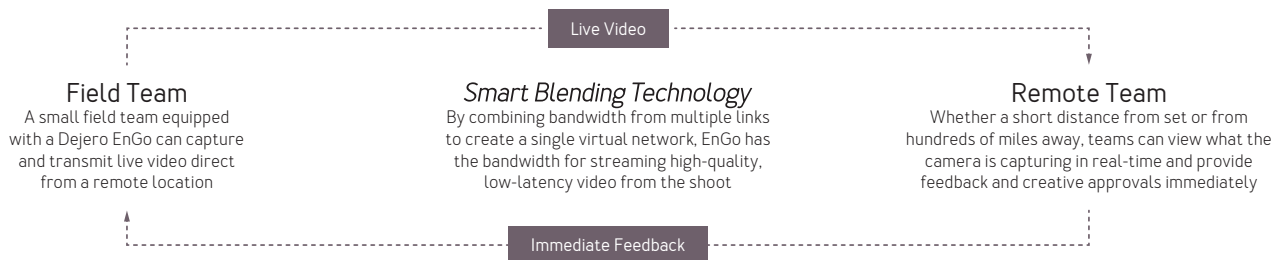 Live Video
Field Team
A small field team equipped
with a Dejero EnGo can capture
and transmit live video direct
from a remote location
Smart Blending Technology
By combining bandwidth from multiple links
to create a single virtual network, EnGo has
the bandwidth for streaming high-quality,
low-latency video from the shoot
Remote Team
Whether a short distance from set or from
hundreds of miles away, teams can view what the
camera is capturing in real-time and provide
feedback and creative approvals immediately
Immediate Feedback